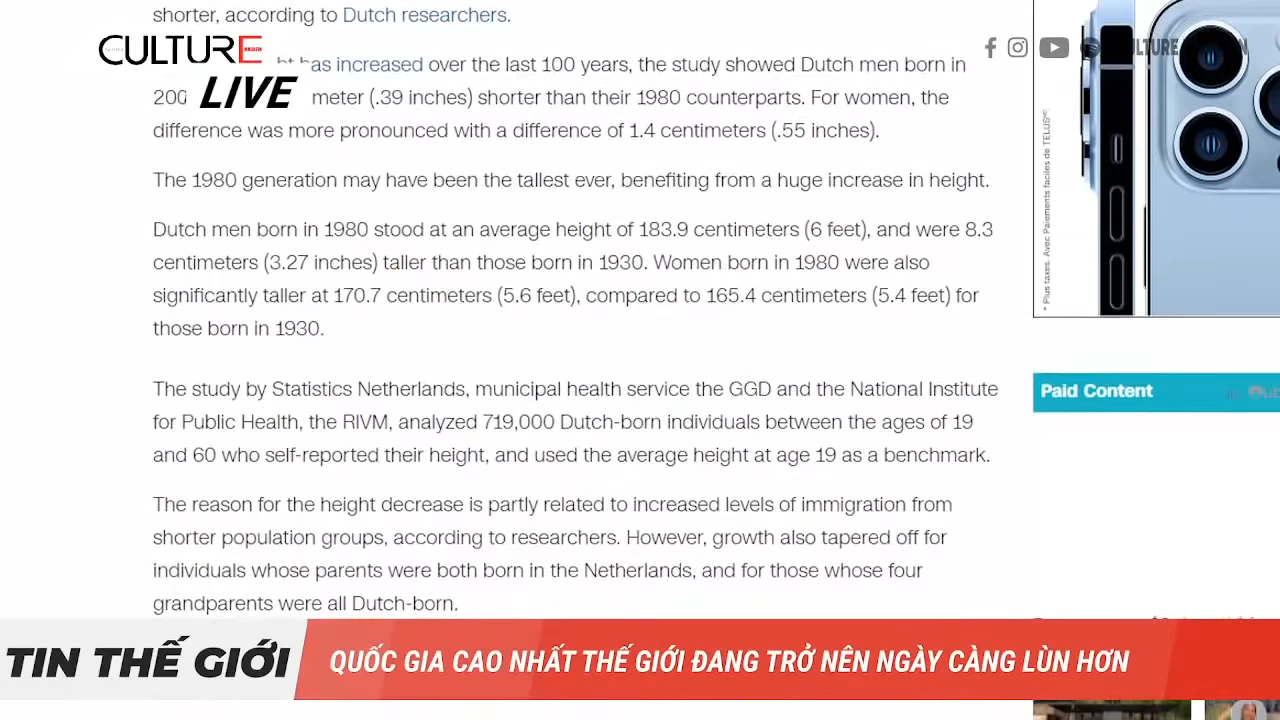 shorter, according to Dutch researchers.
CULTURE
MAGAZIN
LIVE
has increased over the last 100 years, the study showed Dutch men born in
200 meter (.39 inches) shorter than their 1980 counterparts. For women, the
difference was more pronounced with a difference of 1.4 centimeters (.55 inches).
The 1980 generation may have been the tallest ever, benefiting from a huge increase in height.
Dutch men born in 1980 stood at an average height of 183.9 centimeters (6 feet), and were 8.3
centimeters (3.27 inches) taller than those born in 1930. Women born in 1980 were also
significantly taller at 170.7 centimeters (5.6 feet), compared to 165.4 centimeters (5.4 feet) for
those born in 1930.
The study by Statistics Netherlands, municipal health service the GGD and the National Institute
for Public Health, the RIVM, analyzed 719,000 Dutch-born individuals between the ages of 19
and 60 who self-reported their height, and used the average height at age 19 as a benchmark.
The reason for the height decrease is partly related to increased levels of immigration from
shorter population groups, according to researchers. However, growth also tapered off for
individuals whose parents were both born in the Netherlands, and for those whose four
grandparents were all Dutch-born.
* Plus taxes. Avec Paiements faciles de TELUS
Paid Content
TIN THẾ GIỚI
QUỐC GIA CAO NHẤT THẾ GIỚI ĐANG TRỞ NÊN NGÀY CÀNG LÙN HƠN